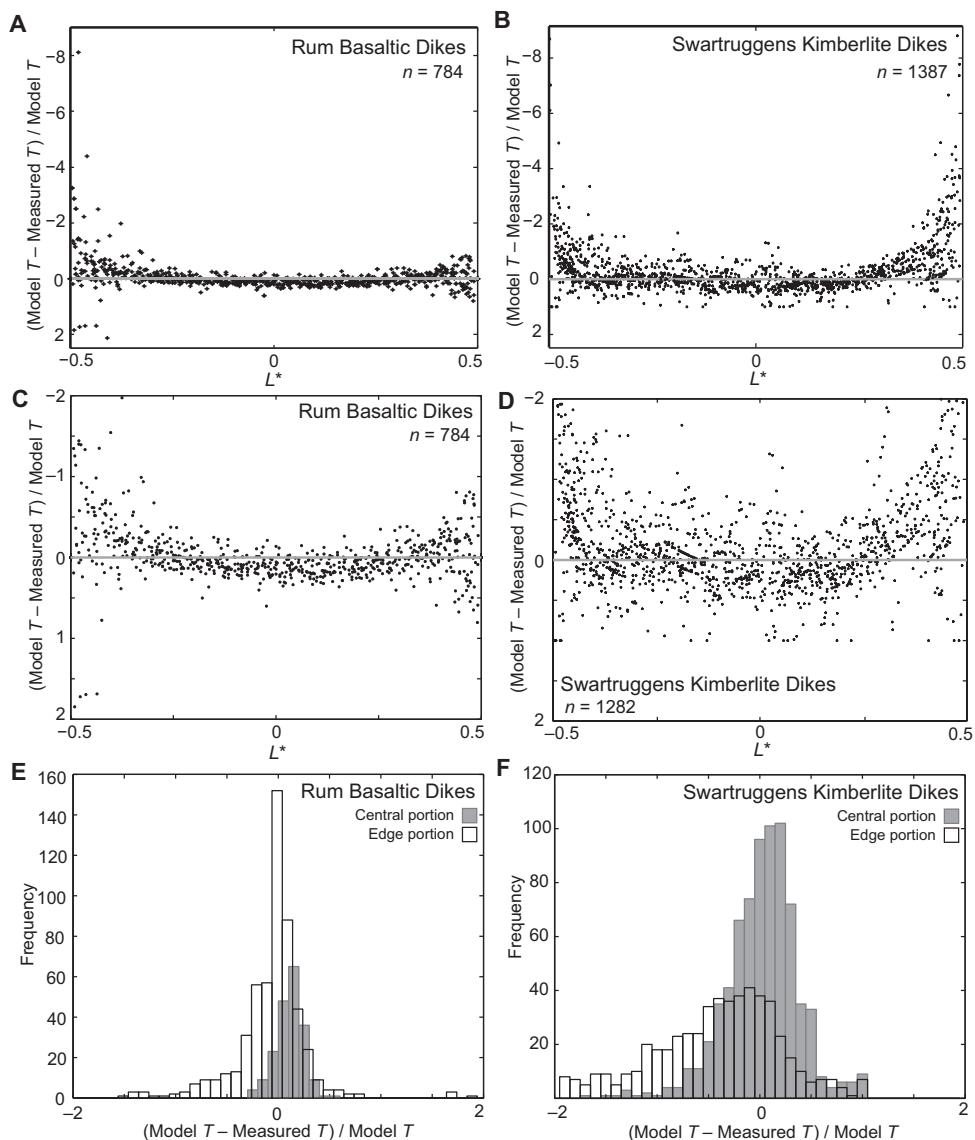 A
Rum Basaltic Dikes
n = 784
(Model T – Measured T) / Model T
−8
−6
−4
−2
0
2
−0.5
0
0.5
L*
B
Swartruggens Kimberlite Dikes
n = 1387
(Model T – Measured T) / Model T
−8
−6
−4
−2
0
2
−0.5
0
0.5
L*
C
Rum Basaltic Dikes
n = 784
(Model T – Measured T) / Model T
−2
−1
0
1
2
−0.5
0
0.5
L*
D
(Model T – Measured T) / Model T
−2
−1
0
1
2
Swartruggens Kimberlite Dikes
n = 1282
−0.5
0
0.5
L*
E
Rum Basaltic Dikes
Central portion
Edge portion
Frequency
160
140
120
100
80
60
40
20
0
−2
0
2
(Model T – Measured T) / Model T
F
Swartruggens Kimberlite Dikes
Central portion
Edge portion
Frequency
120
100
80
60
40
20
−2
0
2
(Model T – Measured T) / Model T